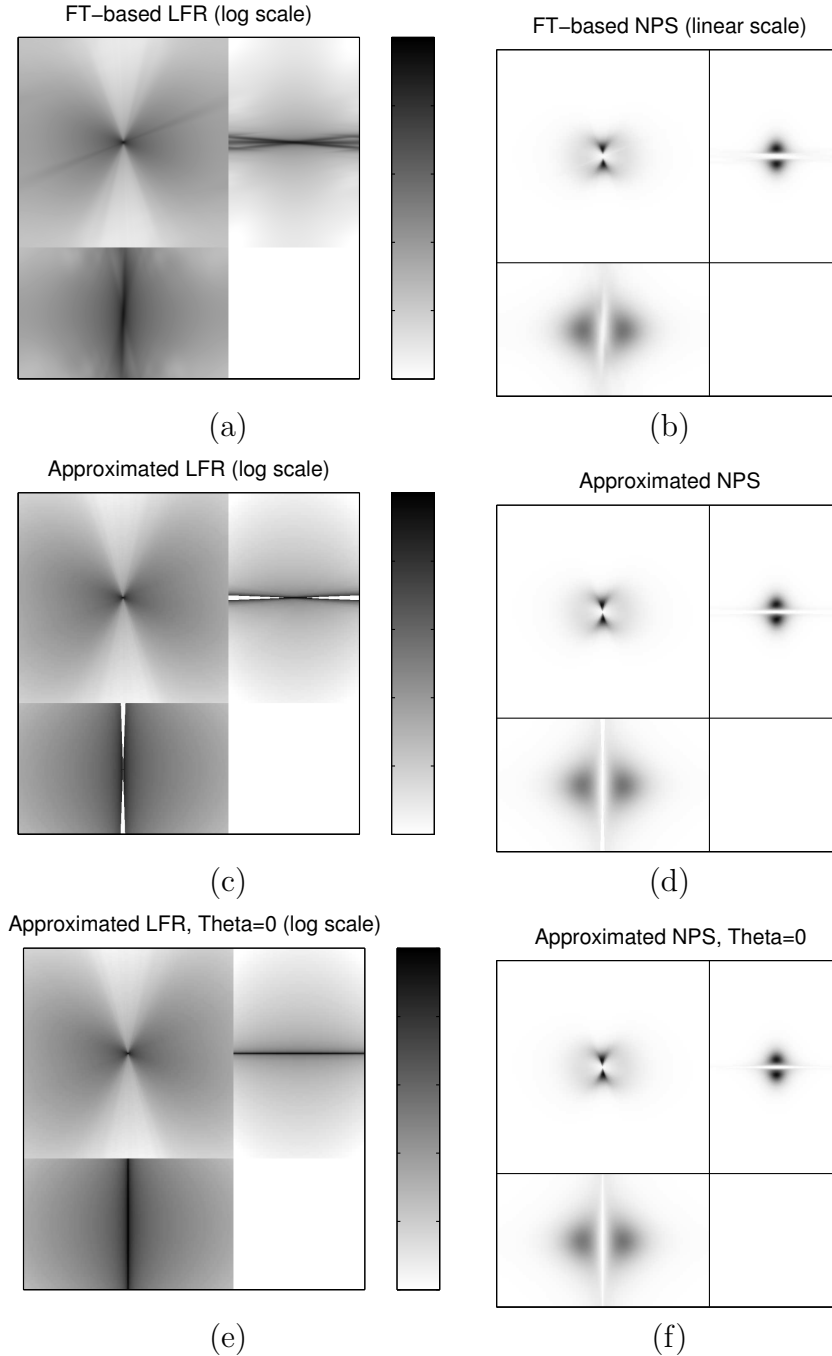 FT−based LFR (log scale)
FT−based NPS (linear scale)
(a)
(b)
Approximated LFR (log scale)
Approximated NPS
(c)
(d)
Approximated LFR, Theta=0 (log scale)
Approximated NPS, Theta=0
(e)
(f)